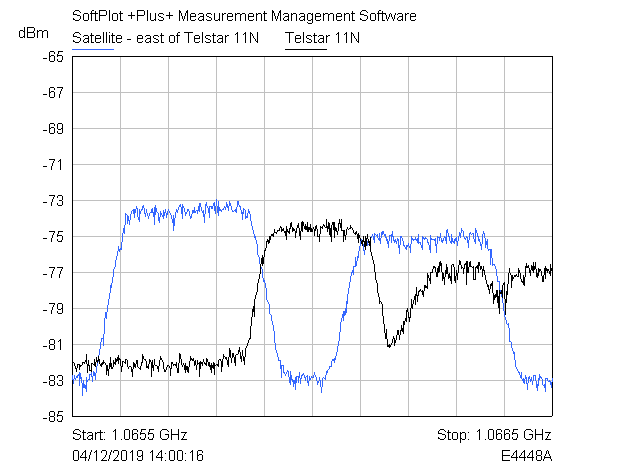 SoftPlot +Plus+ Measurement Management Software
dBm
Satellite - east of Telstar 11N Telstar 11N
-65
-67
-69
-71
-73
-75
-77
-79
-81
-83
-85
Start: 1.0655 GHz Stop: 1.0665 GHz
04/12/2019 14:00:16 E4448A